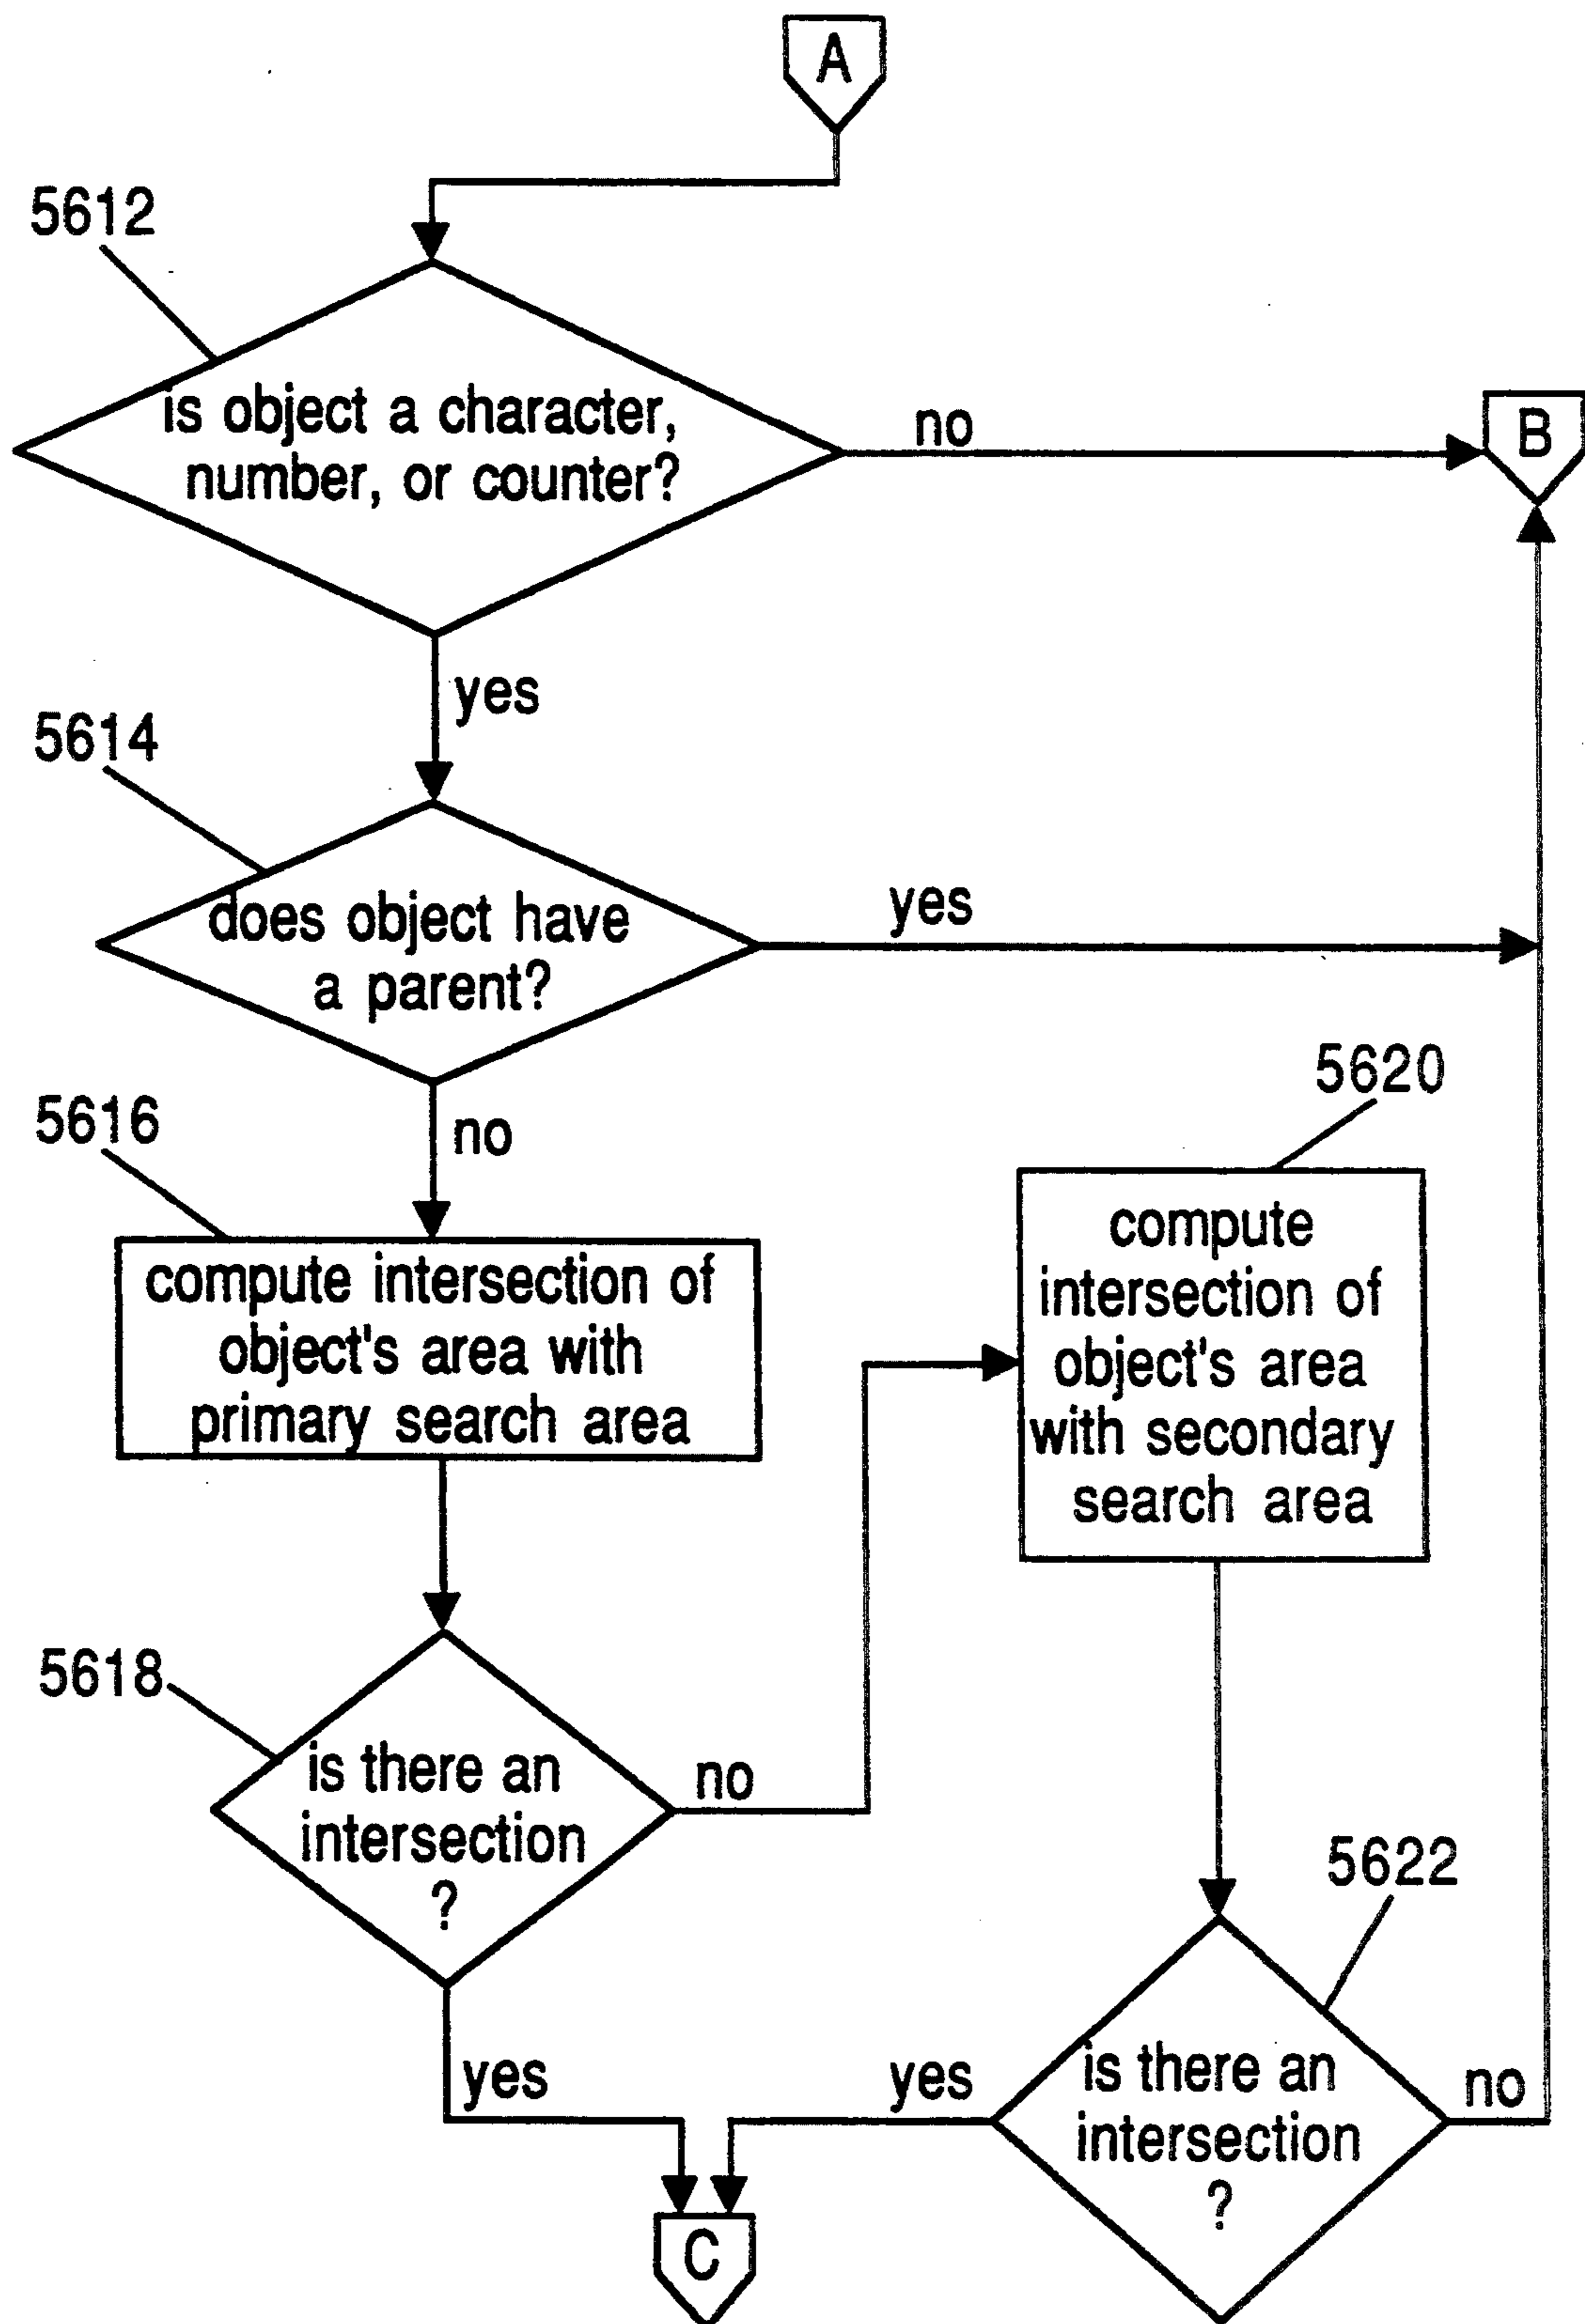 A
5612
is object a character,
number, or counter?
no
B
yes
5614
does object have
a parent?
yes
no
5616
compute intersection of
object's area with
primary search area
5620
compute
intersection of
object's area
with secondary
search area
5618
is there an
intersection
?
no
yes
5622
is there an
intersection
?
yes
no
C